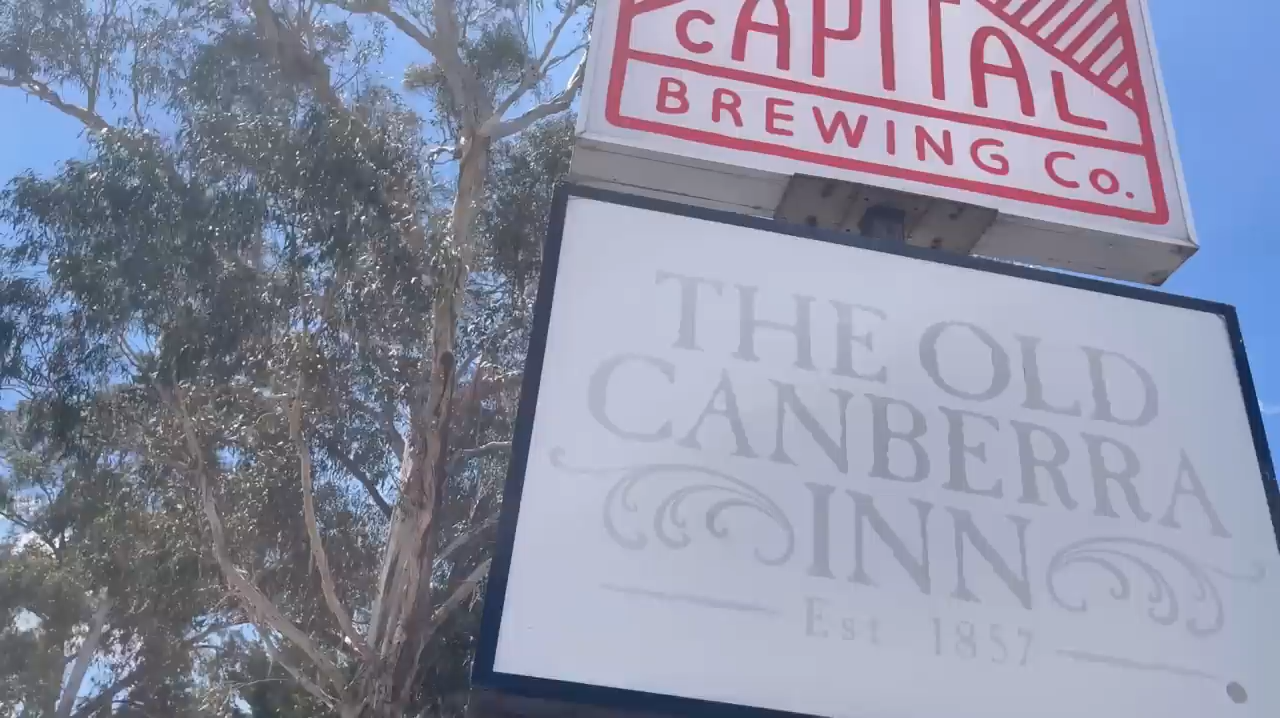 CAPITAL
BREWING Co.
THE OLD
CANBERRA
INN
Est 1857